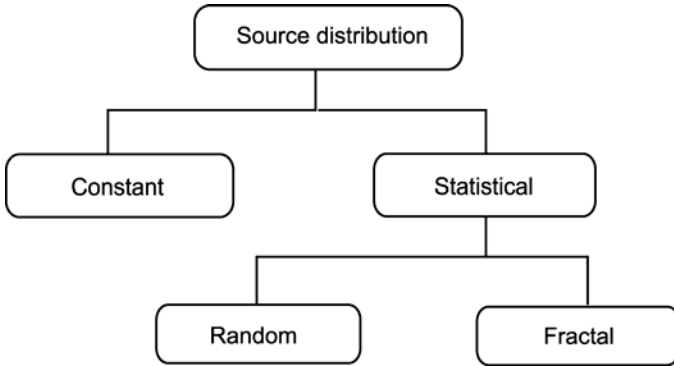 Source distribution
Constant
Statistical
Random
Fractal